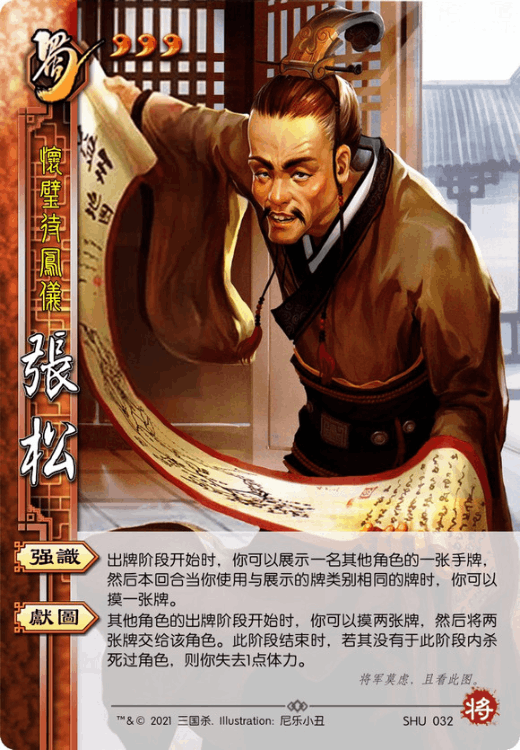 蜀
懷璧待鳳儀
張松
益州地圖
强識
出牌阶段开始时，你可以展示一名其他角色的一张手牌，
然后本回合当你使用与展示的牌类别相同的牌时，你可以
摸一张牌。
獻圖
其他角色的出牌阶段开始时，你可以摸两张牌，然后将两
张牌交给该角色。此阶段结束时，若其没有于此阶段内杀
死过角色，则你失去1点体力。
将军莫虑，且看此图。
™&© 2021 三国杀. Illustration: 尼乐小丑
SHU 032
将